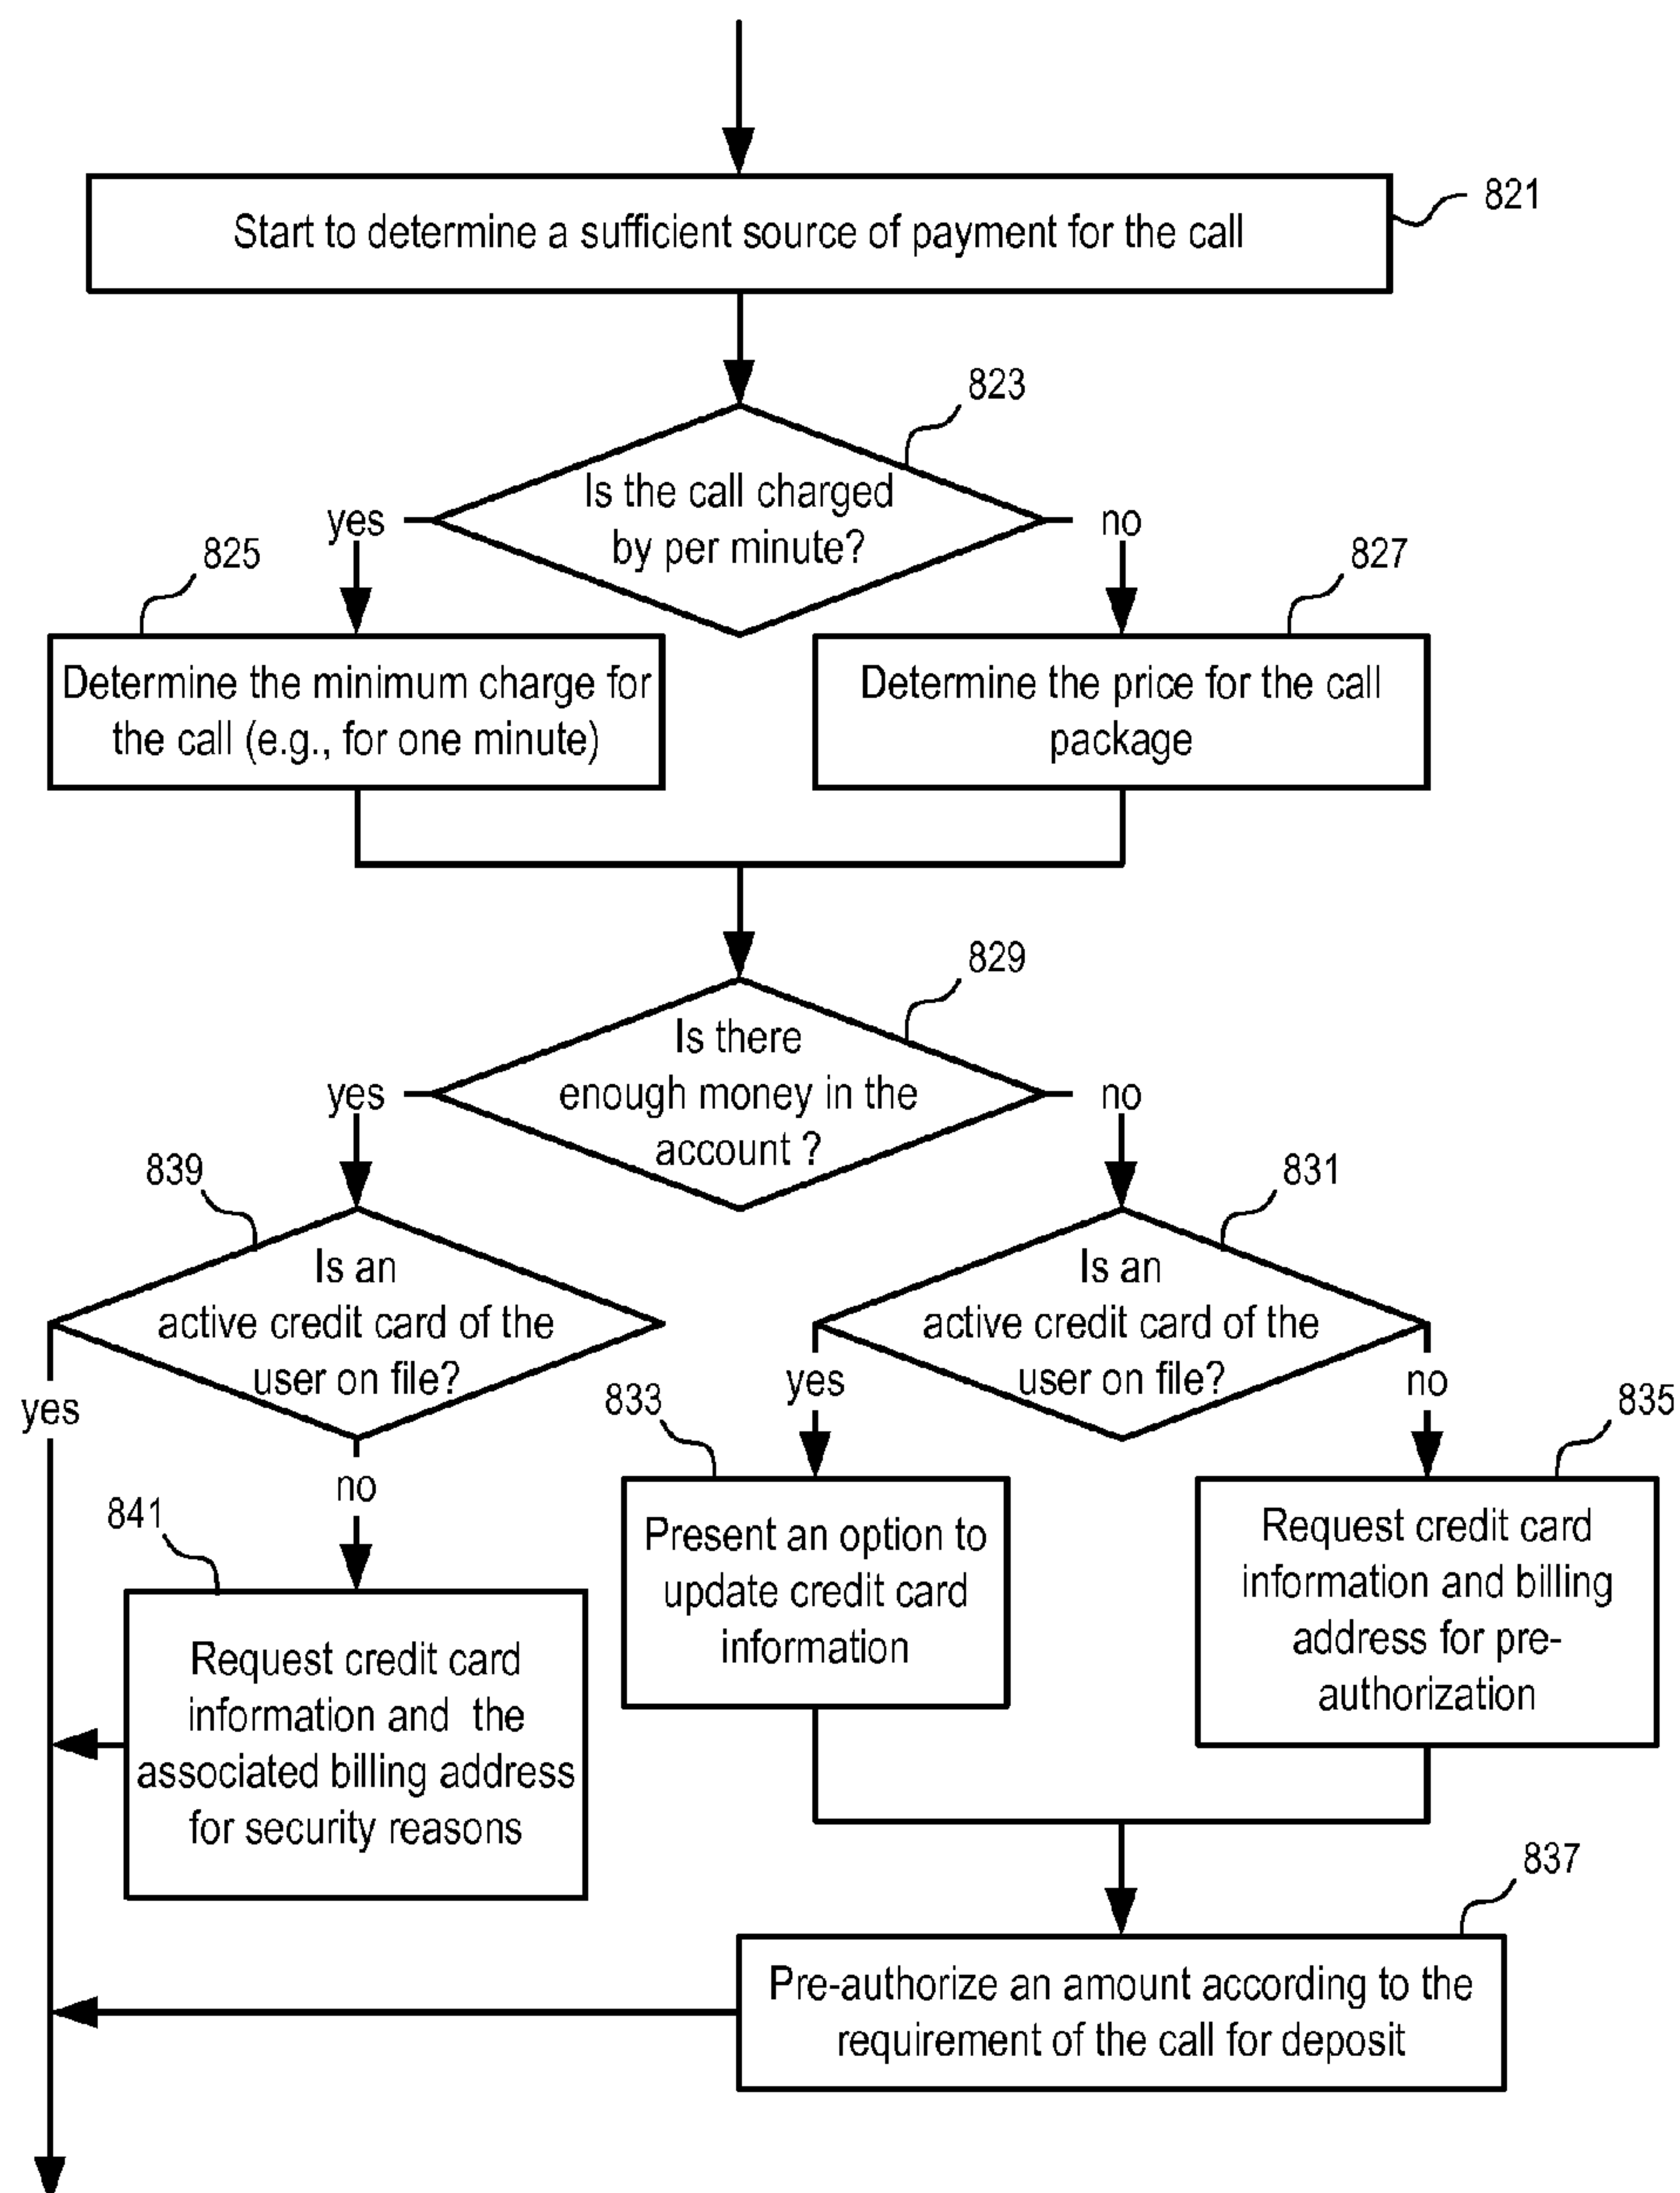 821
Start to determine a sufficient source of payment for the call
823
Is the call charged
by per minute?
yes
no
825
827
Determine the minimum charge for
the call (e.g., for one minute)
Determine the price for the call
package
829
Is there
enough money in the
account ?
yes
no
839
831
Is an
active credit card of the
user on file?
Is an
active credit card of the
user on file?
yes
no
yes
no
833
835
841
Present an option to
update credit card
information
Request credit card
information and billing
address for pre-
authorization
Request credit card
information and the
associated billing address
for security reasons
837
Pre-authorize an amount according to the
requirement of the call for deposit